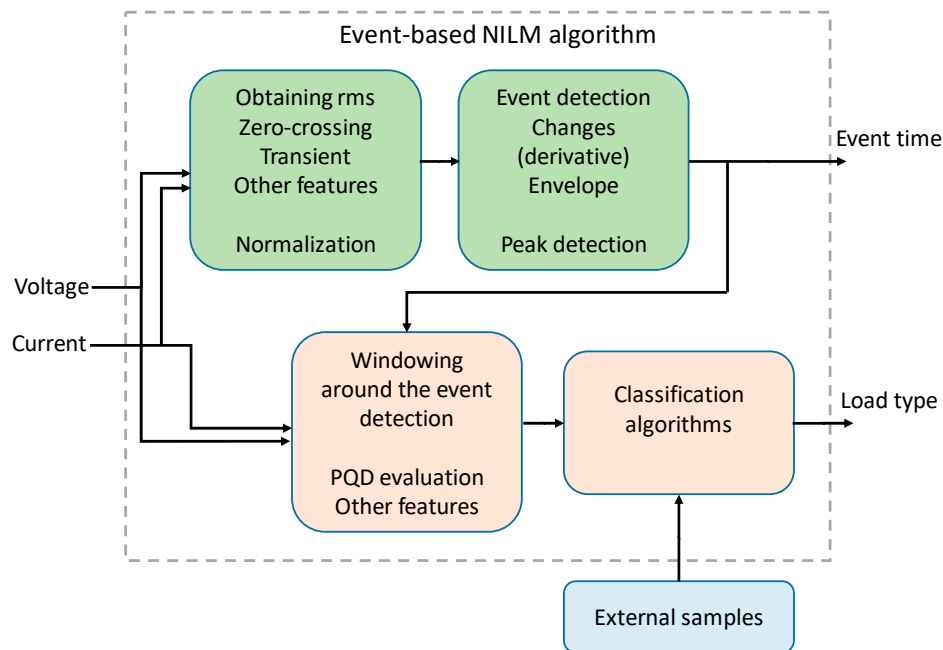 Event-based NILM algorithm
Obtaining rms
Zero-crossing
Transient
Other features
Normalization
Event detection
Changes
(derivative)
Envelope
Peak detection
Event time
Voltage
Current
Windowing
around the event
detection
PQD evaluation
Other features
Classification
algorithms
Load type
External samples